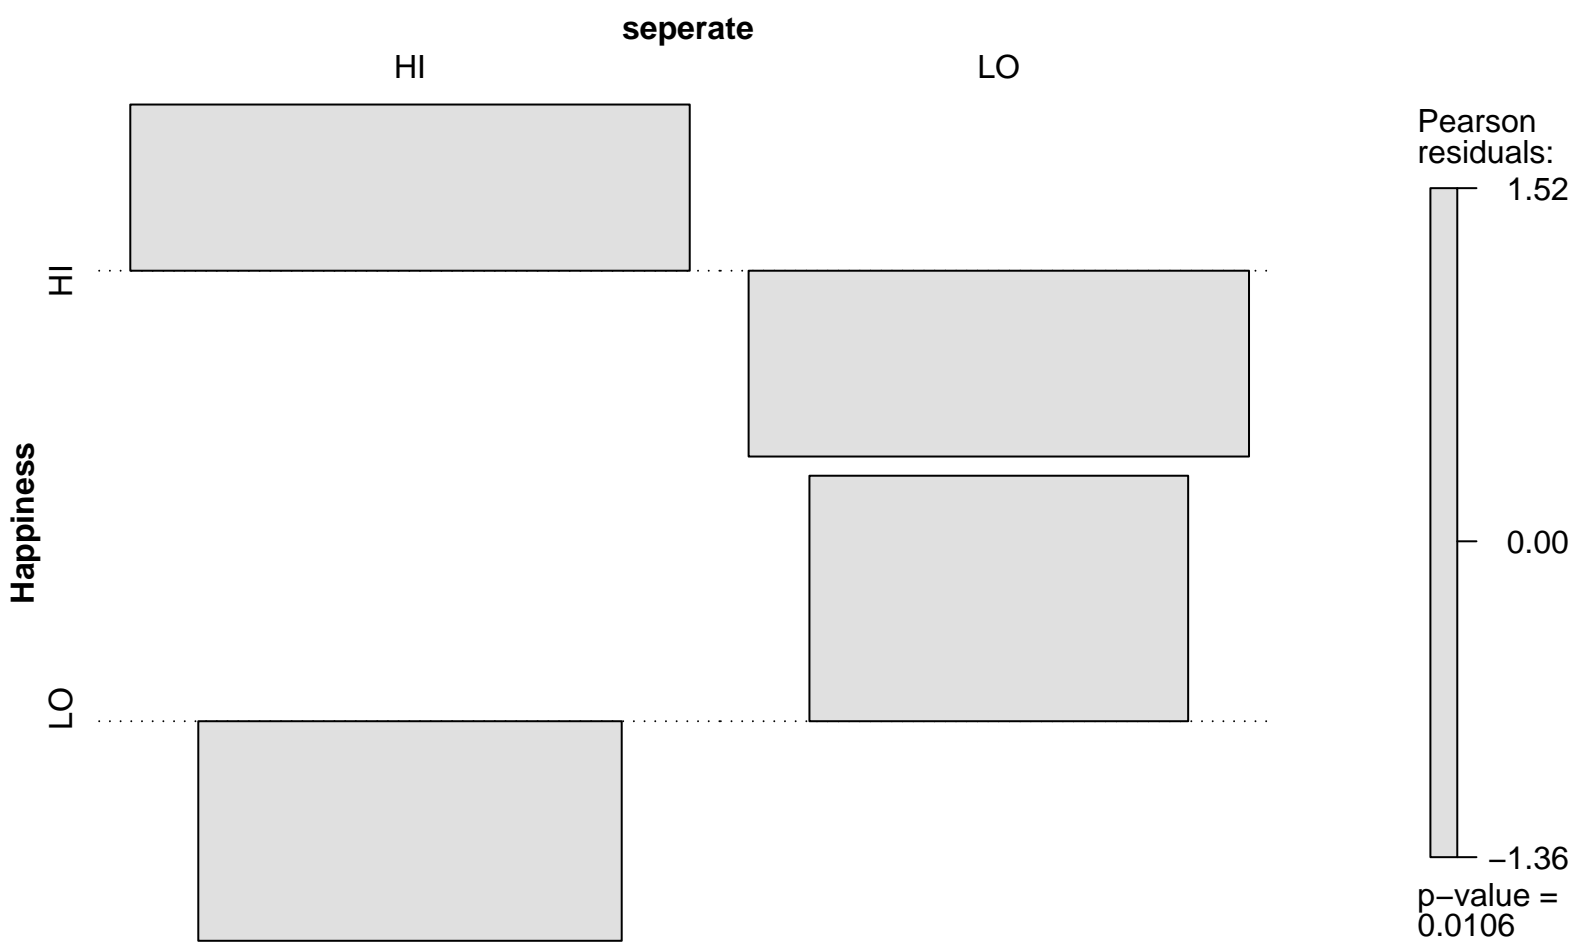 seperate
HI LO
HI
Happiness
LO
Pearson
residuals:
1.52
0.00
−1.36
p−value =
0.0106